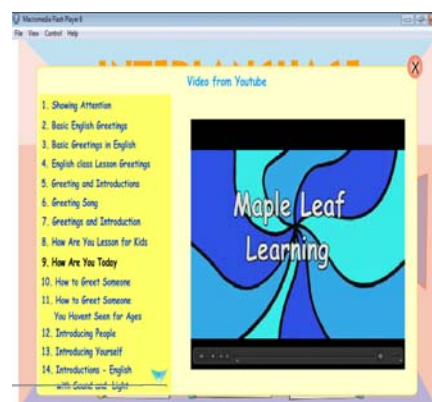 Macromedia Flash Player 8
File View Control Help
INTERLANGUAGE
Video from Youtube
X
1. Showing Attention
2. Basic English Greetings
3. Basic Greetings in English
4. English class Lesson Greetings
5. Greeting and Introductions
6. Greeting Song
7. Greetings and Introduction
8. How Are You Lesson for Kids
9. How Are You Today
10. How to Greet Someone
11. How to Greet Someone
You Havent Seen for Ages
12. Introducing People
13. Introducing Yourself
14. Introductions - English
with Sound and Light
Maple Leaf
Learning